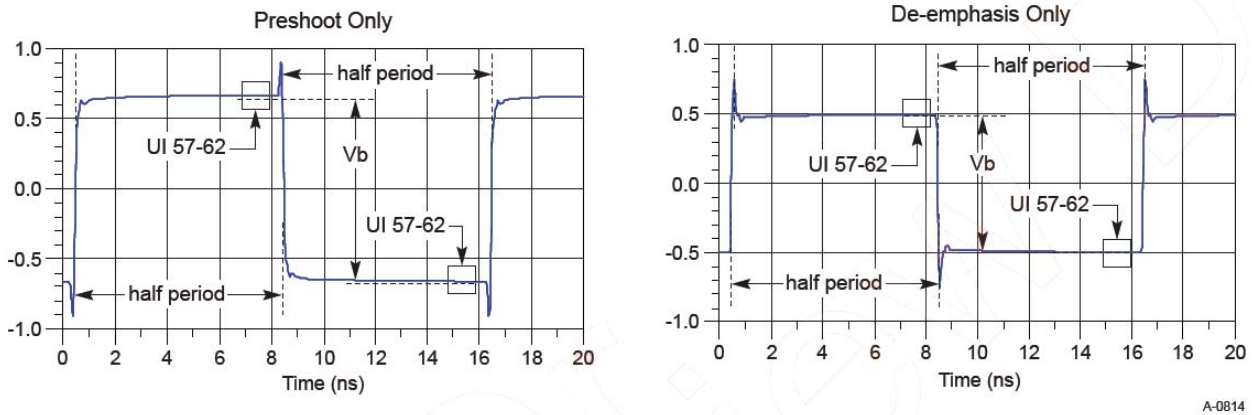 Preshoot Only
1.0
0.5
0.0
-0.5
-1.0
half period
UI 57-62
Vb
UI 57-62
half period
0 2 4 6 8 10 12 14 16 18 20
Time (ns)
De-emphasis Only
1.0
0.5
0.0
-0.5
-1.0
half period
UI 57-62
Vb
UI 57-62
half period
0 2 4 6 8 10 12 14 16 18 20
Time (ns)
A-0814